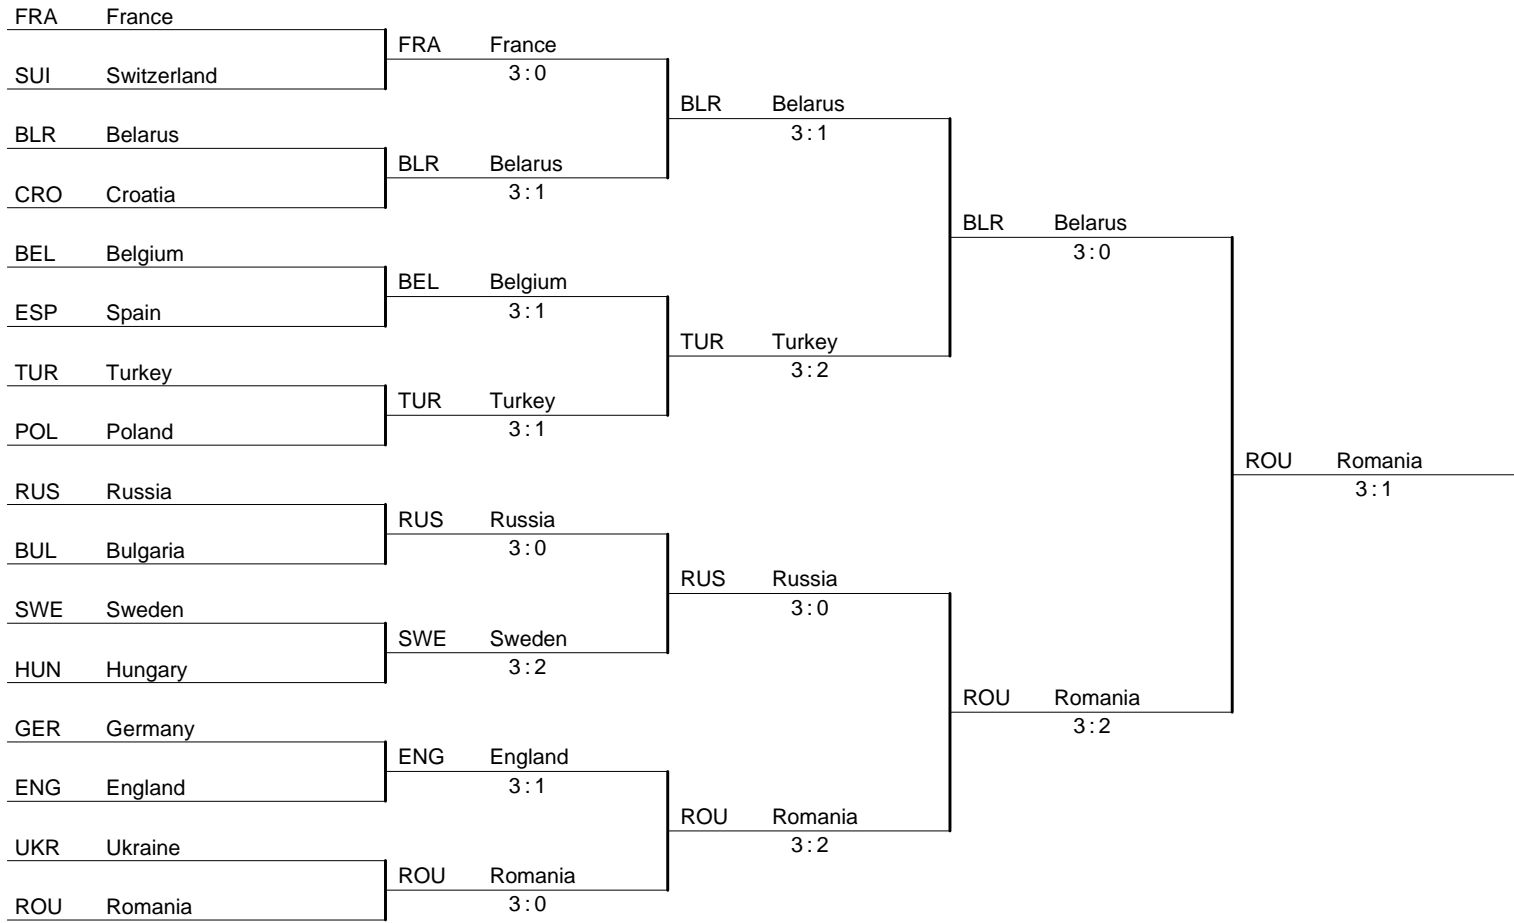 FRA France
SUI Switzerland
BLR Belarus
CRO Croatia
BEL Belgium
ESP Spain
TUR Turkey
POL Poland
RUS Russia
BUL Bulgaria
SWE Sweden
HUN Hungary
GER Germany
ENG England
UKR Ukraine
ROU Romania
FRA France
3:0
BLR Belarus
3:1
BEL Belgium
3:1
TUR Turkey
3:1
RUS Russia
3:0
SWE Sweden
3:2
ENG England
3:1
ROU Romania
3:0
BLR Belarus
3:1
TUR Turkey
3:2
RUS Russia
3:0
ROU Romania
3:2
BLR Belarus
3:0
ROU Romania
3:2
ROU Romania
3:1